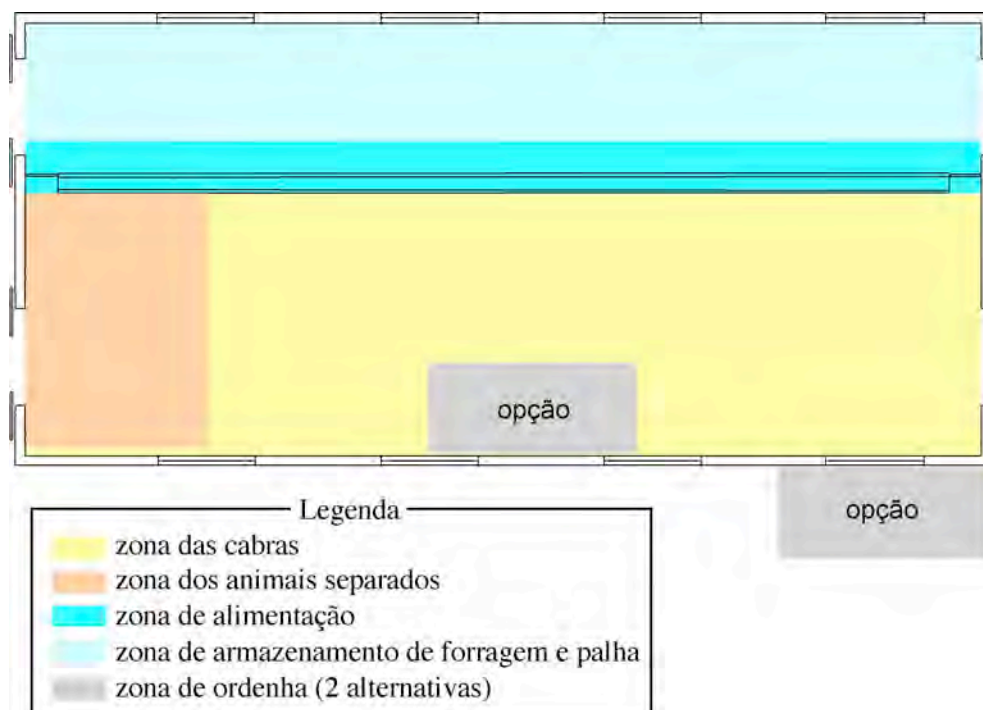 opção
opção
Legenda
zona das cabras
zona dos animais separados
zona de alimentação
zona de armazenamento de forragem e palha
zona de ordenha (2 alternativas)